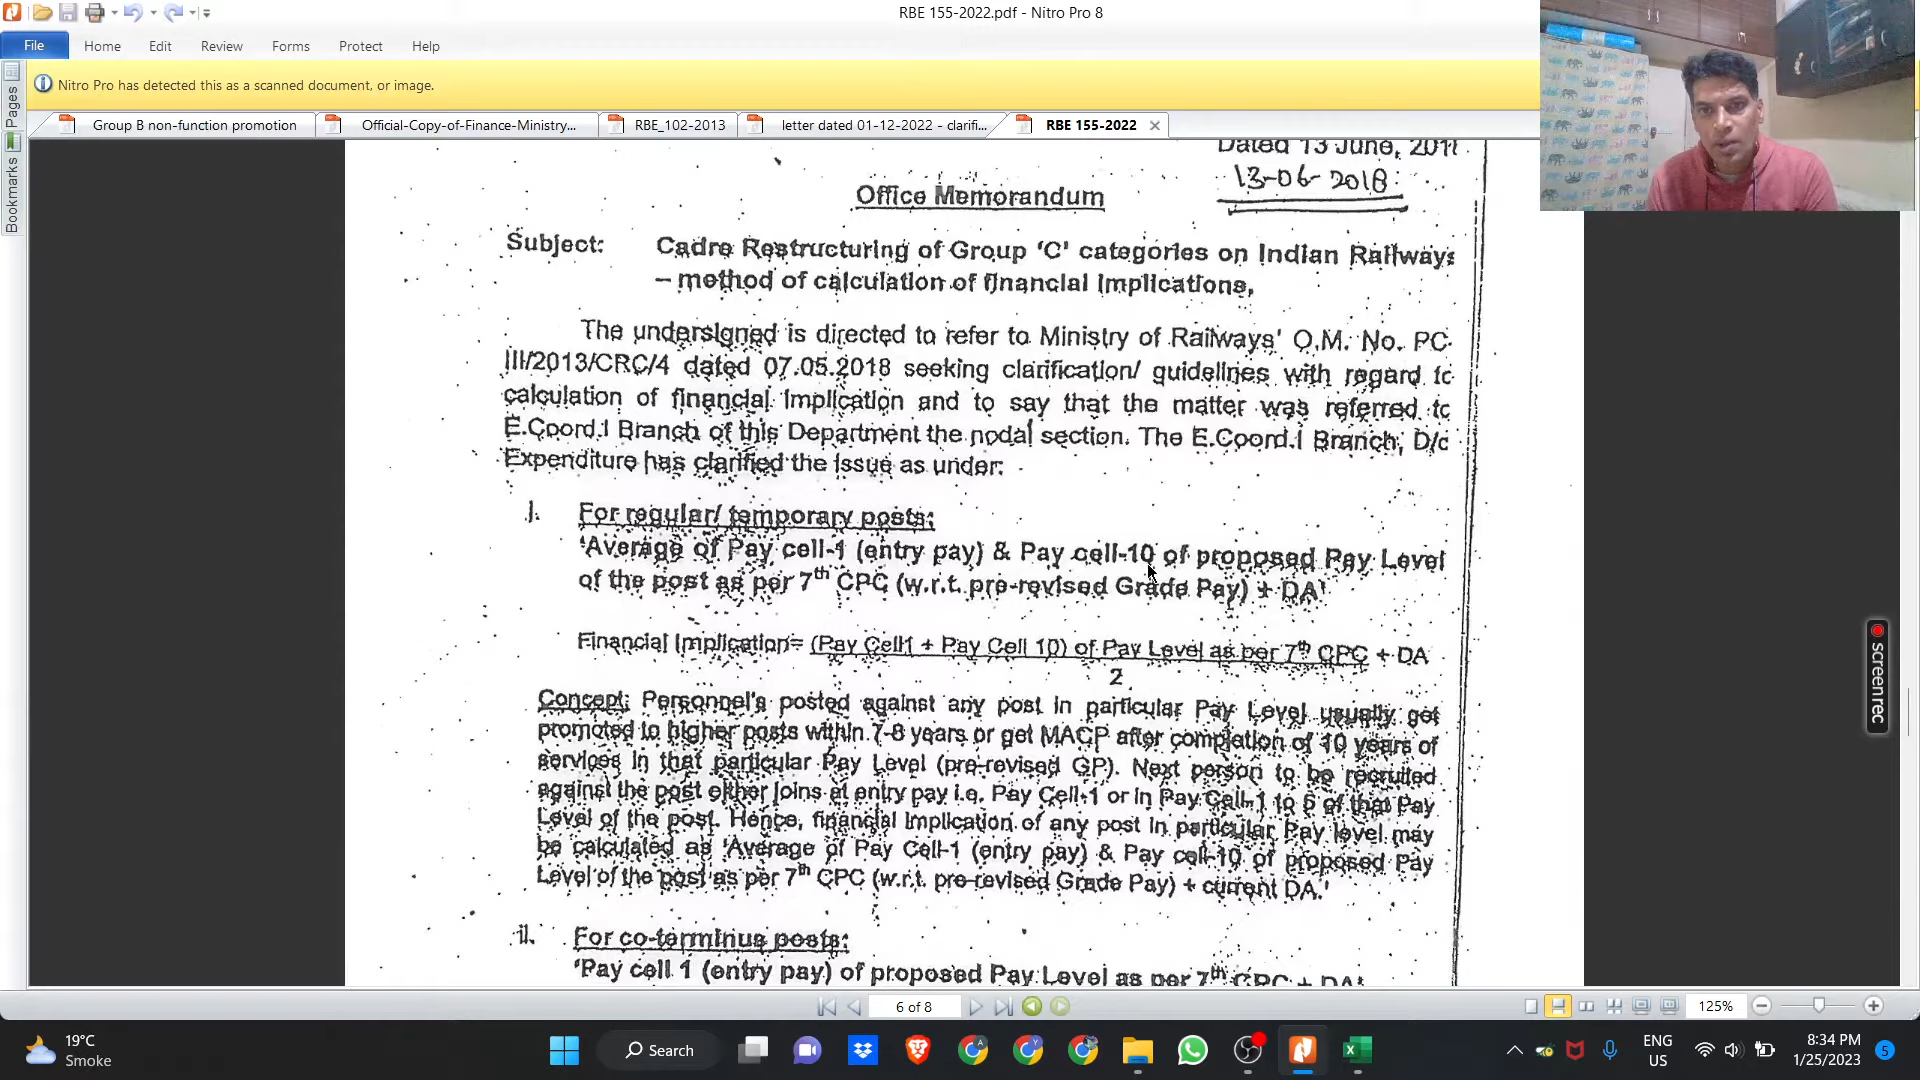 RBE 155-2022.pdf - Nitro Pro 8
File Home Edit Review Forms Protect Help
Nitro Pro has detected this as a scanned document, or image.
Pages
Bookmarks
Group B non-function promotion
Official-Copy-of-Finance-Ministry...
RBE_102-2013
letter dated 01-12-2022 - clarifi...
RBE 155-2022
Dated 13 June, 201
13-06-2018
Office Memorandum
Subject: Cadre Restructuring of Group 'C' categories on Indian Railways
– method of calculation of financial implications,
The undersigned is directed to refer to Ministry of Railways' O.M. No. PC-
III/2013/CRC/4 dated 07.05.2018 seeking clarification/ guidelines with regard to
calculation of financial implication and to say that the matter was referred to
E.Coord.I Branch of this Department the nodal section. The E.Coord.I Branch, D/o
Expenditure has clarified the issue as under:
i. For regular/ temporary posts:
'Average of Pay cell-1 (entry pay) & Pay cell-10 of proposed Pay Level
of the post as per 7th CPC (w.r.t. pre-revised Grade Pay) + DA'
Financial Implication= (Pay Cell1 + Pay Cell 10) of Pay Level as per 7th CPC + DA
2
Concept: Personnel's posted against any post in particular Pay Level usually get
promoted to higher posts within 7-8 years or get MACP after completion of 10 years of
services in that particular Pay Level (pre-revised GP). Next person to be recruited
against the post either joins at entry pay i.e. Pay Cell-1 or in Pay Cell-1 to 5 of that Pay
Level of the post. Hence, financial implication of any post in particular Pay level may
be calculated as 'Average of Pay Cell-1 (entry pay) & Pay cell-10 of proposed Pay
Level of the post as per 7th CPC (w.r.t. pre-revised Grade Pay) + current DA.'
ii. For co-terminus posts:
'Pay cell 1 (entry pay) of proposed Pay Level as per 7th CPC + DA'
screenrec
6 of 8
125%
19°C
Smoke
Search
ENG
US
8:34 PM
1/25/2023
5